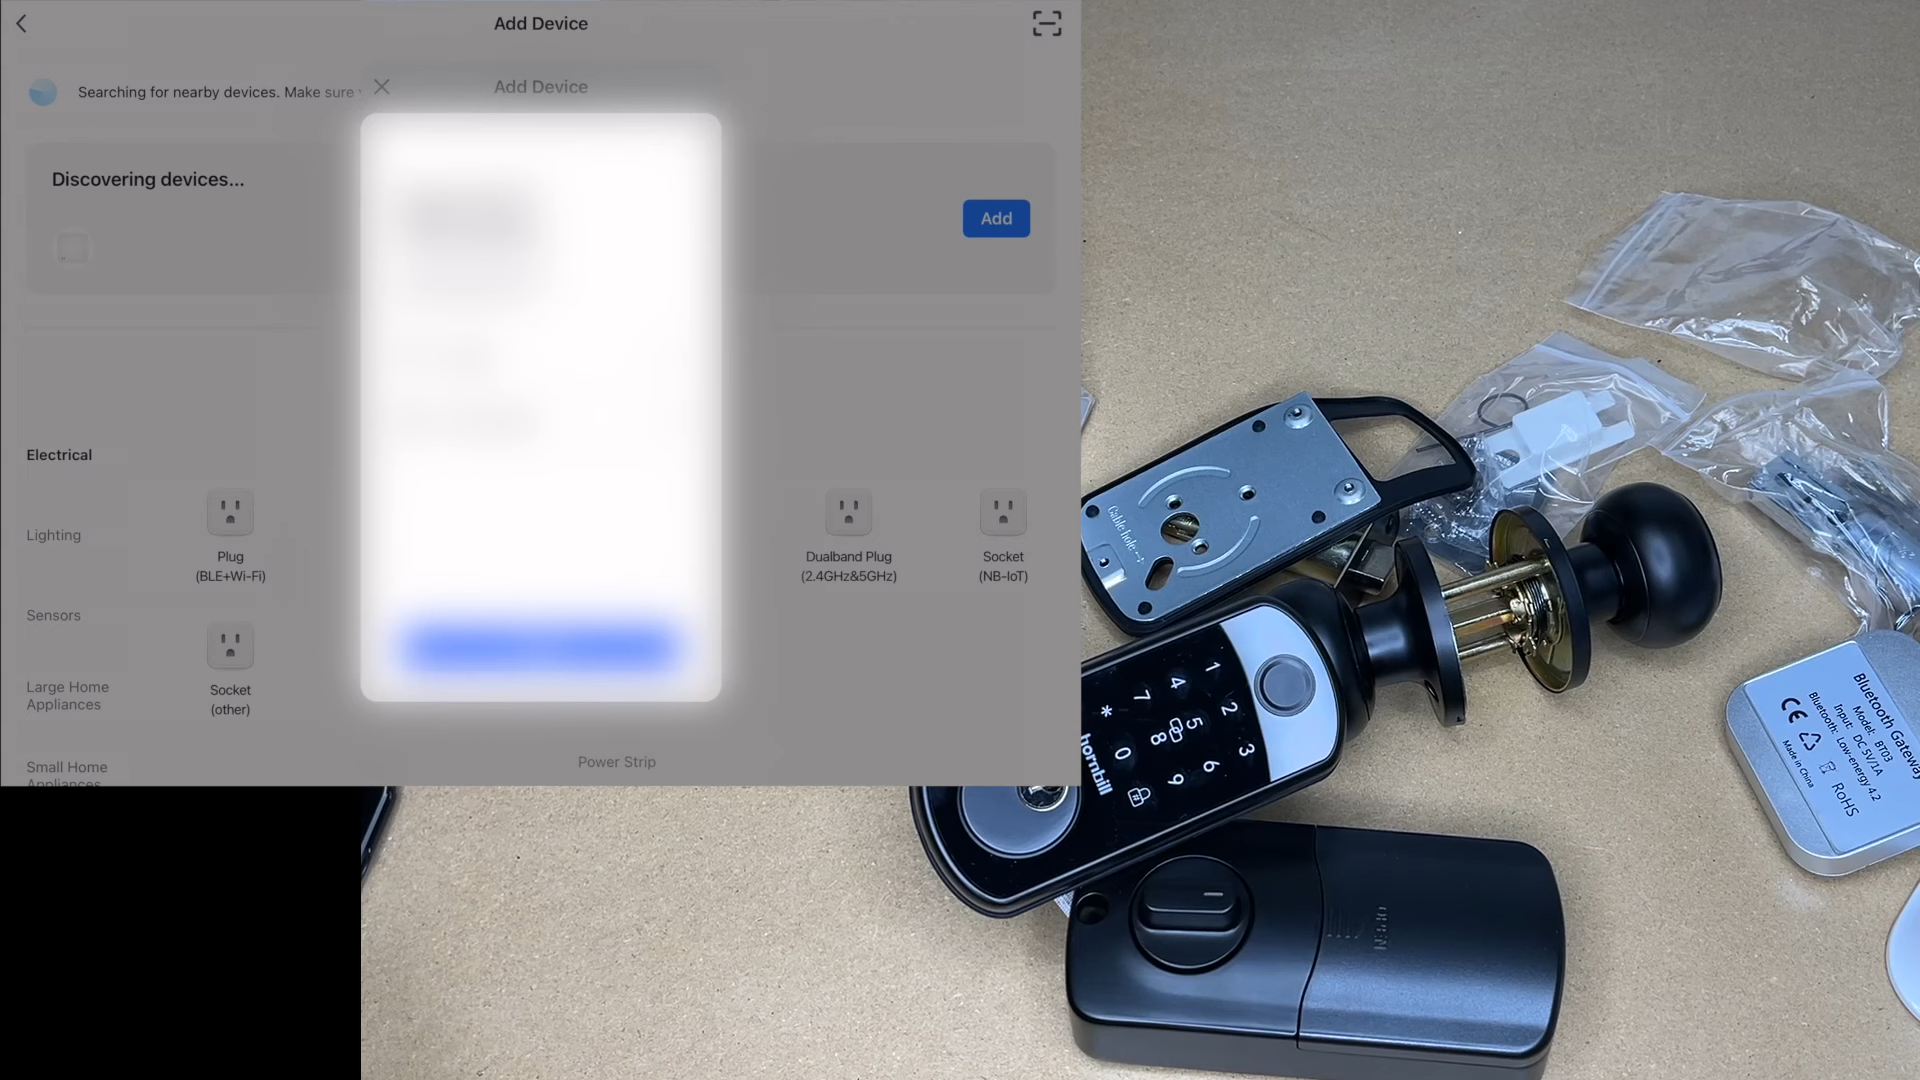 Add Device
Searching for nearby devices. Make sure
Add Device
Discovering devices...
Add
Electrical
Lighting
Sensors
Large Home
Appliances
Small Home
Appliances
Plug
(BLE+Wi-Fi)
Dualband Plug
(2.4GHz&5GHz)
Socket
(NB-IoT)
Socket
(other)
Power Strip
Cable hole
1
2
3
4
5
6
7
8
9
*
0
#
hornbill
OPEN
Bluetooth Gateway
Model: BT03
Input: DC 5V/1A
Bluetooth: Low-energy 4.2
CE
RoHS
Made in China